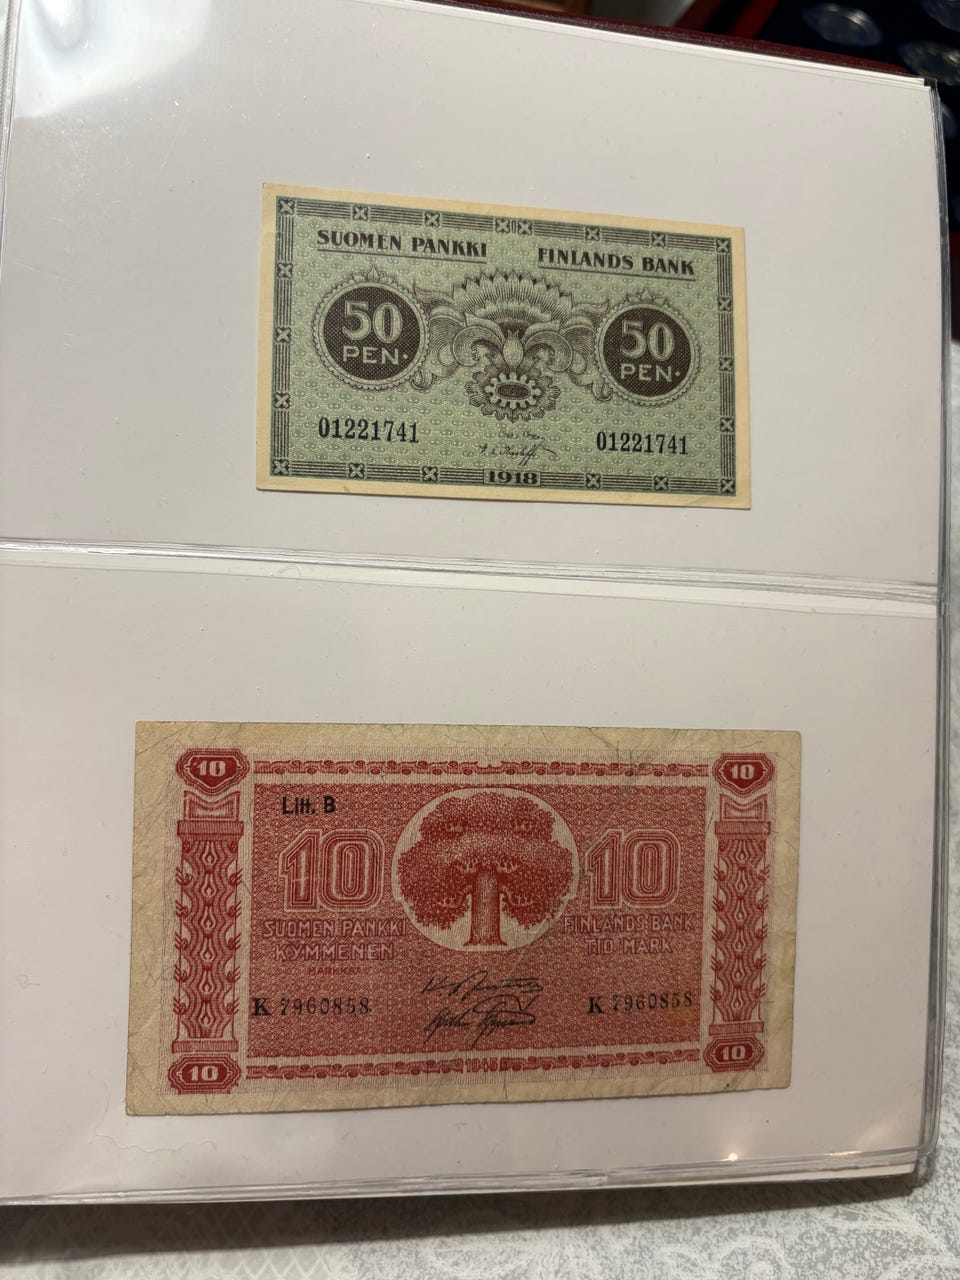 SUOMEN PANKKI FINLANDS BANK
50 50
PEN. PEN.
01221741 01221741
1918
10 10
Litt. B
10 10
SUOMEN PANKKI FINLANDS BANK
KYMMENEN TIO MARK
MARKKAA
K 7960858 K 7960858
1945
10 10